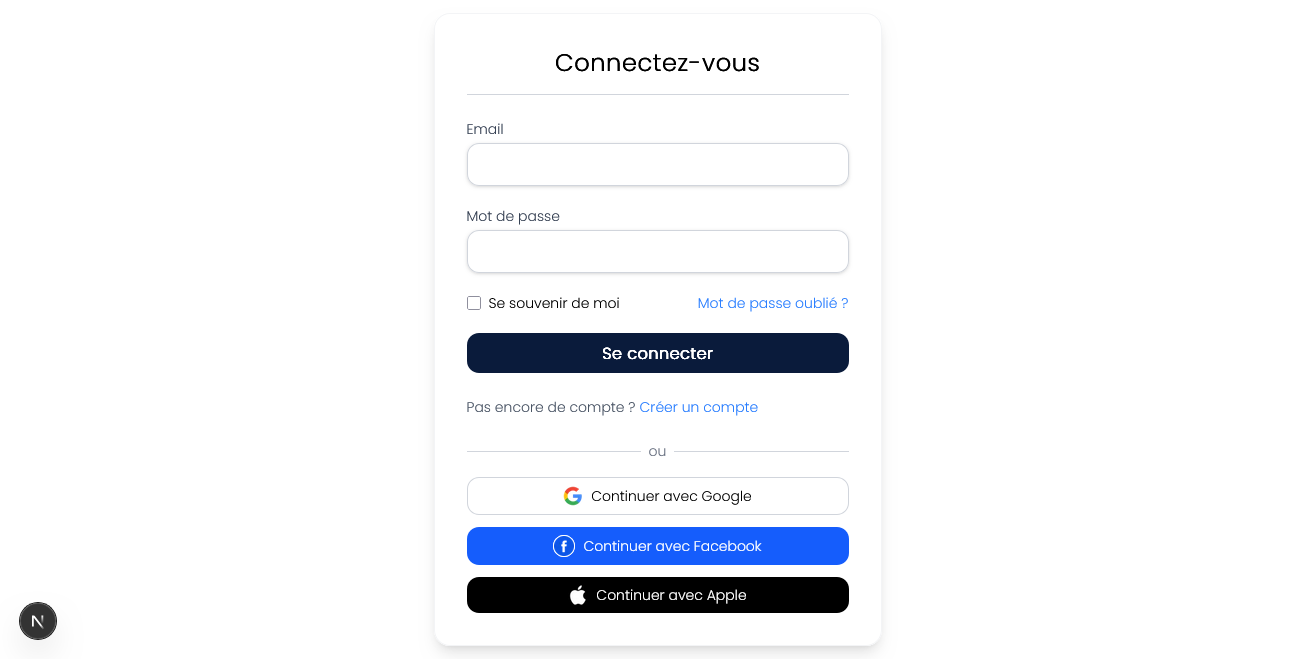 Connectez-vous
Email
Mot de passe
Se souvenir de moi
Mot de passe oublié ?
Se connecter
Pas encore de compte ? Créer un compte
ou
Continuer avec Google
Continuer avec Facebook
Continuer avec Apple
N